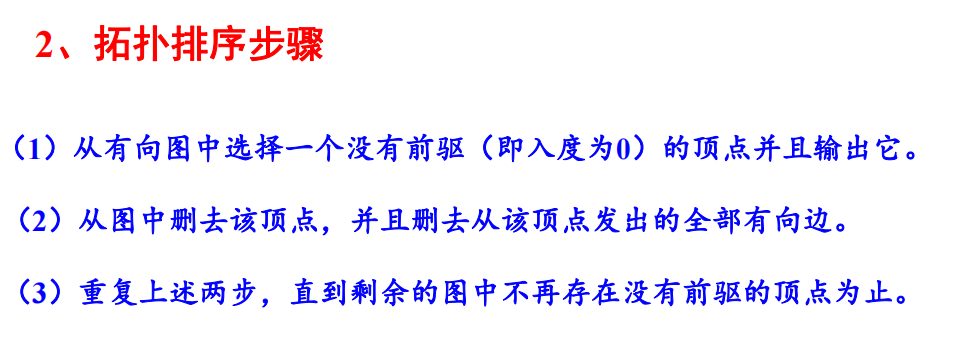 2、拓扑排序步骤
（1）从有向图中选择一个没有前驱（即入度为0）的顶点并且输出它。
（2）从图中删去该顶点，并且删去从该顶点发出的全部有向边。
（3）重复上述两步，直到剩余的图中不再存在没有前驱的顶点为止。